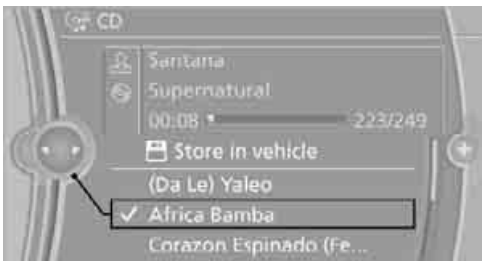 CD
Santana
Supernatural
00:08 223/249
Store in vehicle
(Da Le) Yaleo
Africa Bamba
Corazon Espinado (Fe...